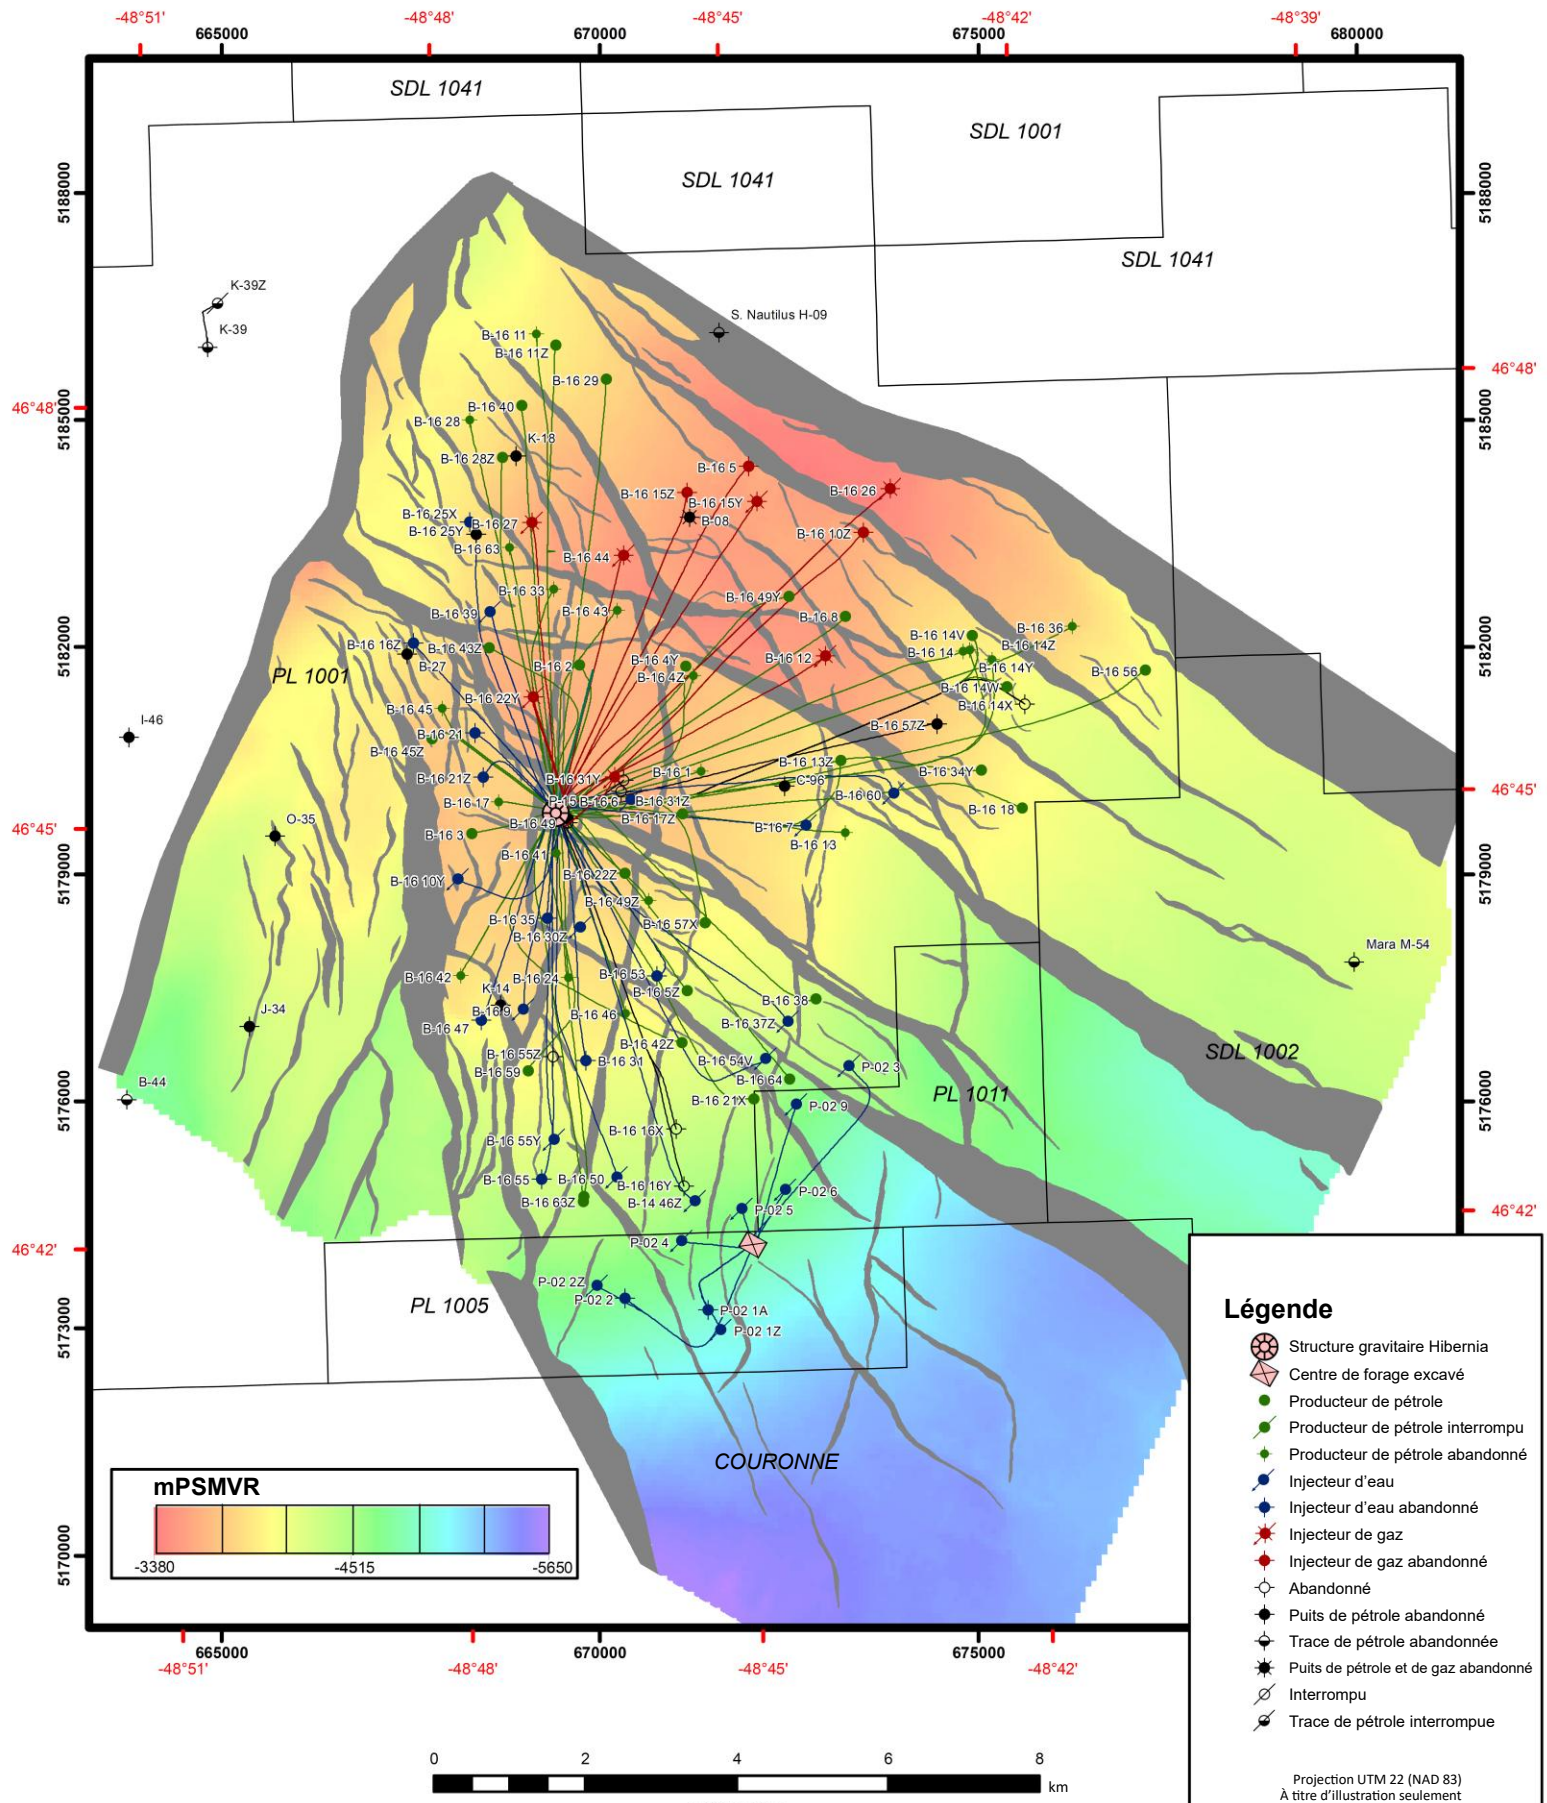 -48°51'
-48°48'
-48°45'
-48°42'
-48°39'
665000
670000
675000
680000
SDL 1041
SDL 1001
SDL 1041
SDL 1041
5188000
5188000
K-39Z
K-39
S. Nautilus H-09
B-16 11
B-16 11Z
B-16 29
46°48'
46°48'
B-16 40
B-16 28
5185000
5185000
K-18
B-16 28Z
B-16 5
B-16 15Z
B-16 15Y
B-16 26
B-08
B-16 25X
B-16 27
B-16 25Y
B-16 10Z
B-16 63
B-16 44
B-16 33
B-16 49Y
B-16 39
B-16 43
B-16 8
B-16 36
B-16 14V
B-16 14
B-16 14Z
5182000
5182000
B-16 16Z
B-16 43Z
B-27
B-16 2
B-16 4Y
B-16 4Z
B-16 12
B-16 14Y
B-16 56
PL 1001
B-16 14W
B-16 14X
B-16 22Y
B-16 45
I-46
B-16 57Z
B-16 21
B-16 45Z
B-16 13Z
B-16 1
B-16 34Y
B-16 21Z
B-16 31Y
C-96
46°45'
B-16 60
B-16 17
P-15
B-16 6
B-16 31Z
B-16 18
B-16 17Z
B-16 49
B-16 7
46°45'
O-35
B-16 3
B-16 13
B-16 41
5179000
5179000
B-16 10Y
B-16 22Z
B-16 49Z
B-16 35
B-16 57X
B-16 30Z
Mara M-54
B-16 42
B-16 24
B-16 53
B-16 5Z
K-14
B-16 9
B-16 38
J-34
B-16 47
B-16 46
B-16 37Z
B-16 42Z
SDL 1002
B-16 55Z
B-16 31
B-16 54V
B-16 59
P-02 3
B-44
B-16 64
PL 1011
5176000
5176000
B-16 21X
P-02 9
B-16 16X
B-16 55Y
B-16 55
B-16 50
B-16 16Y
P-02 6
B-16 63Z
B-14 46Z
P-02 5
46°42'
46°42'
P-02 4
P-02 2Z
P-02 2
PL 1005
P-02 1A
P-02 1Z
5173000
COURONNE
5170000
mPSMVR
-3380
-4515
-5650
Légende
Structure gravitaire Hibernia
Centre de forage excavé
Producteur de pétrole
Producteur de pétrole interrompu
Producteur de pétrole abandonné
Injecteur d'eau
Injecteur d'eau abandonné
Injecteur de gaz
Injecteur de gaz abandonné
Abandonné
Puits de pétrole abandonné
Trace de pétrole abandonnée
Puits de pétrole et de gaz abandonné
Interrompu
Trace de pétrole interrompue
Projection UTM 22 (NAD 83)
À titre d'illustration seulement
665000
670000
675000
-48°51'
-48°48'
-48°45'
-48°42'
0
2
4
6
8
km